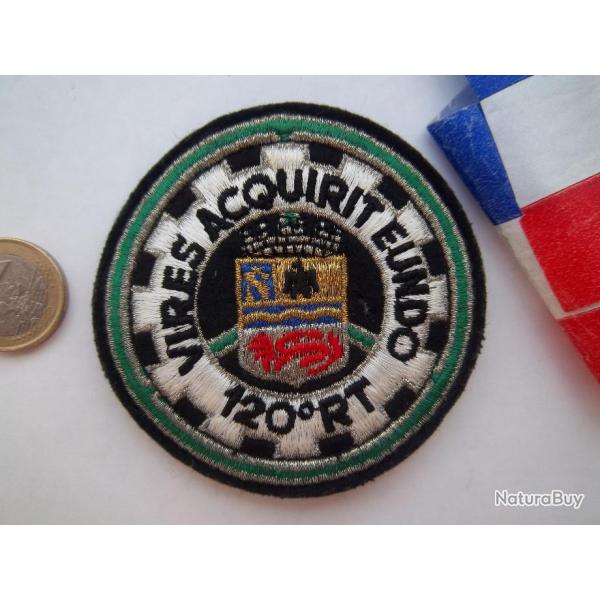 VIRES ACQUIRIT EUNDO
120° RT
NaturaBuy